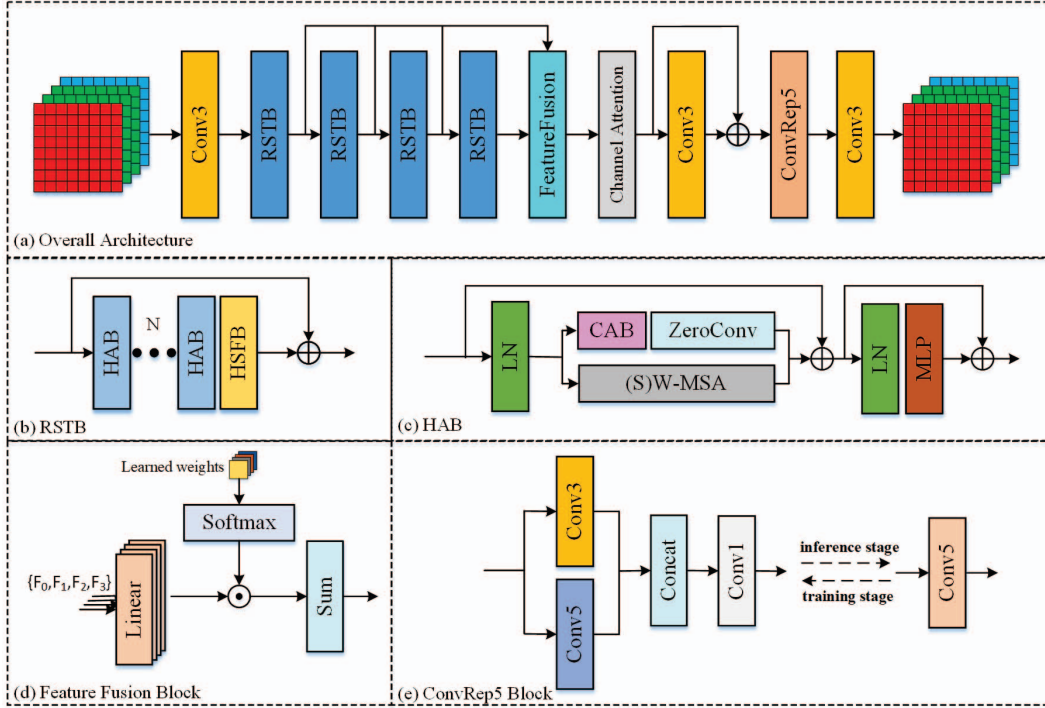 Conv3
RSTB
RSTB
RSTB
RSTB
FeatureFusion
Channel Attention
Conv3
ConvRep5
Conv3
(a) Overall Architecture
HAB
N
HAB
HSFB
(b) RSTB
LN
CAB
ZeroConv
(S)W-MSA
LN
MLP
(c) HAB
Learned weights
Softmax
{F0,F1,F2,F3}
Linear
Sum
(d) Feature Fusion Block
Conv3
Conv5
Concat
Conv1
inference stage
training stage
Conv5
(e) ConvRep5 Block